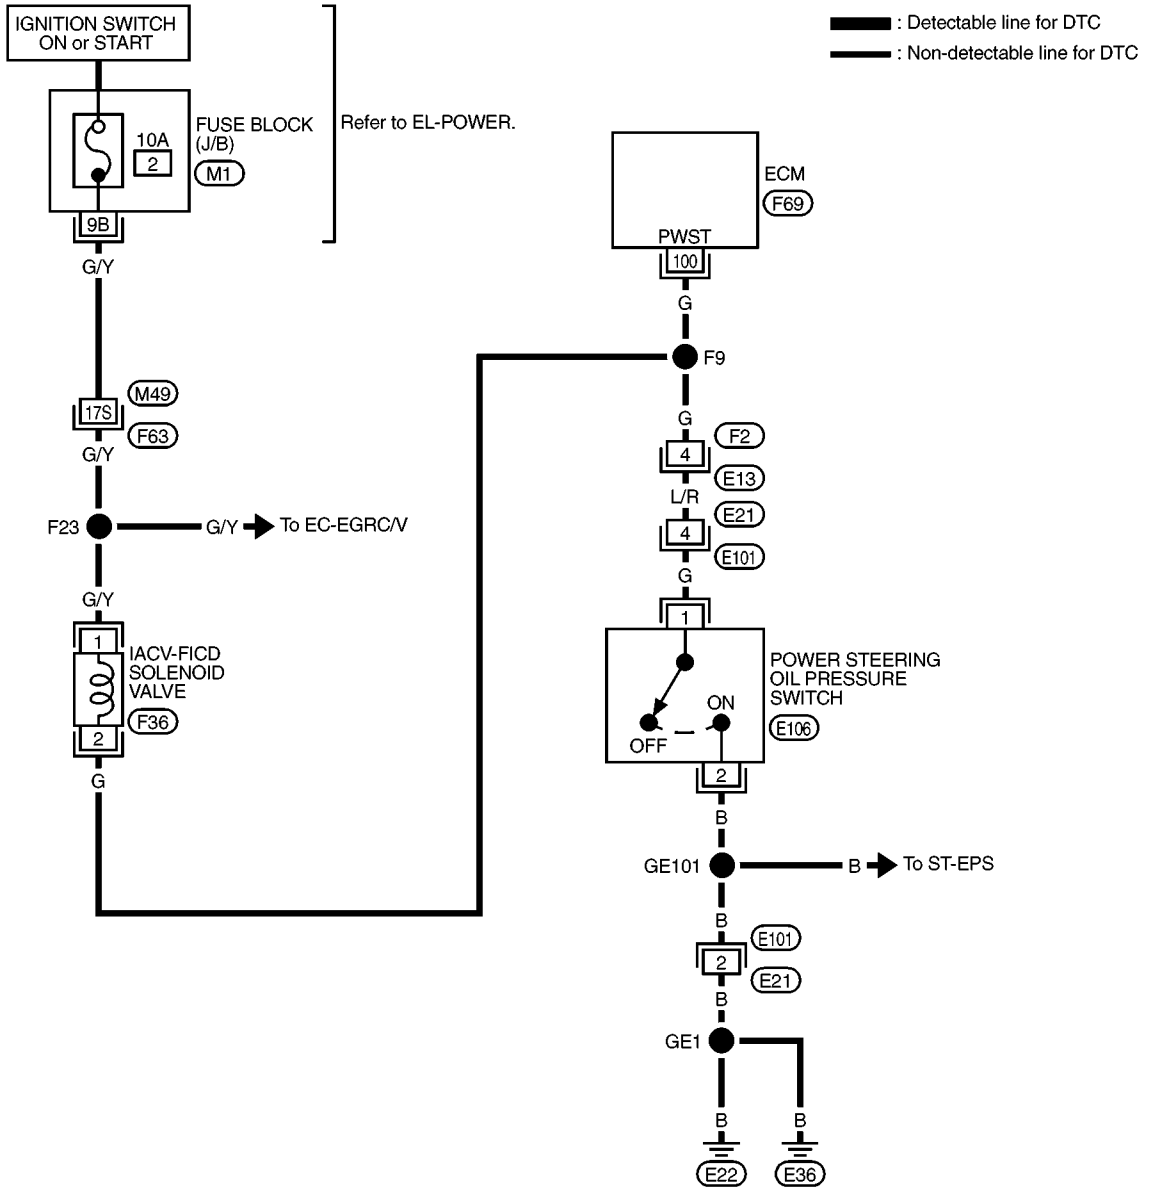 IGNITION SWITCH
ON or START
: Detectable line for DTC
: Non-detectable line for DTC
Refer to EL-POWER.
FUSE BLOCK
(J/B)
M1
10A
2
9B
G/Y
M49
17S
F63
G/Y
F23
G/Y
To EC-EGRC/V
G/Y
1
IACV-FICD
SOLENOID
VALVE
F36
2
G
ECM
F69
PWST
100
G
F9
G
F2
4
E13
L/R
E21
4
E101
G
1
POWER STEERING
OIL PRESSURE
SWITCH
E106
ON
OFF
2
B
GE101
B
To ST-EPS
B
E101
2
E21
B
GE1
B
B
E22
E36